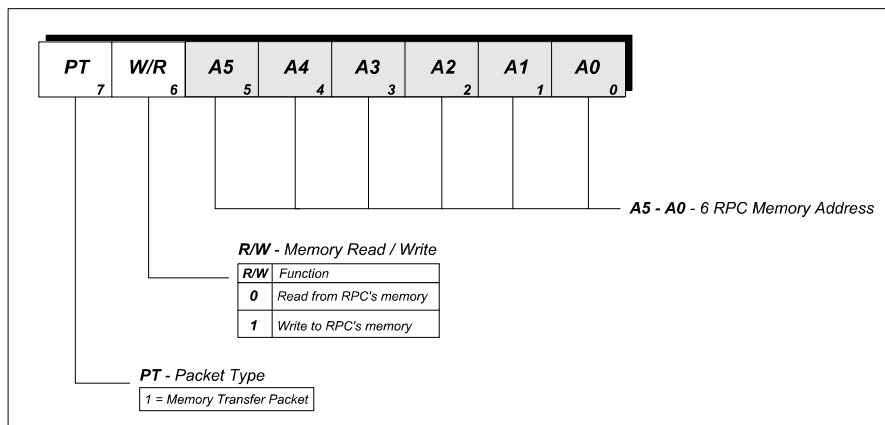 PT W/R A5 A4 A3 A2 A1 A0
7 6 5 4 3 2 1 0
A5 - A0 - 6 RPC Memory Address
R/W - Memory Read / Write
R/W Function
0 Read from RPC's memory
1 Write to RPC's memory
PT - Packet Type
1 = Memory Transfer Packet